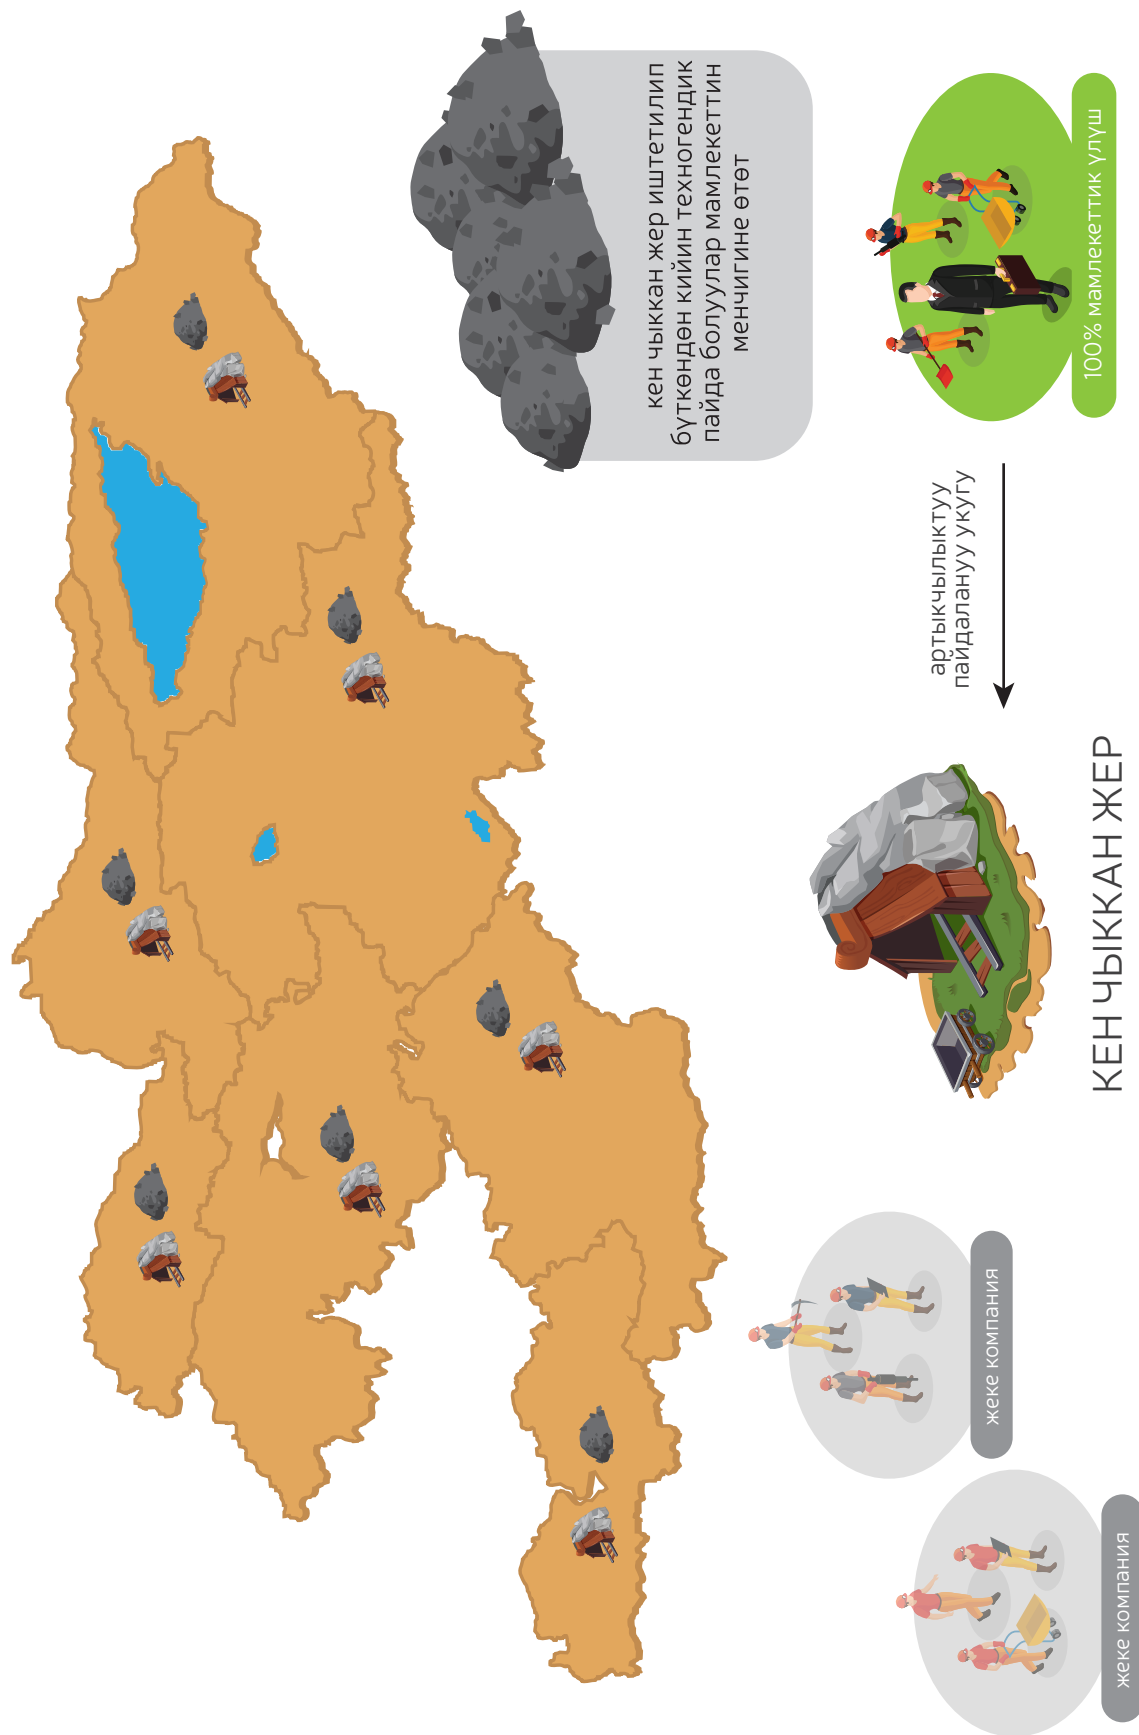 кен чыккан жер иштетилип
бүткөндөн кийин техногендик
пайда болуулар мамлекеттин
менчигине өтөт
жеке компания
жеке компания
КЕН ЧЫККАН ЖЕР
артыкчылыктуу
пайдалануу укугу
100% мамлекеттик үлүш